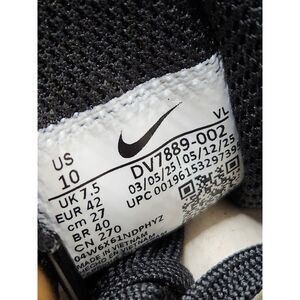 US
10
UK 7,5
EUR 42
cm 27
BR 40
CN 270
04W6X61NDPHYZ
MADE IN VIETNAM
VL
DV7889-002
03/05/25 05/12/25
UPC 00196153297